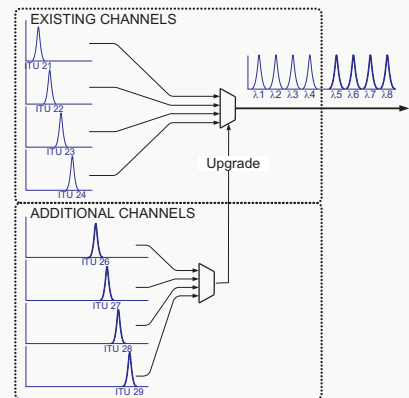 EXISTING CHANNELS
ITU 21
ITU 22
ITU 23
ITU 24
λ1 λ2 λ3 λ4 λ5 λ6 λ7 λ8
Upgrade
ADDITIONAL CHANNELS
ITU 26
ITU 27
ITU 28
ITU 29